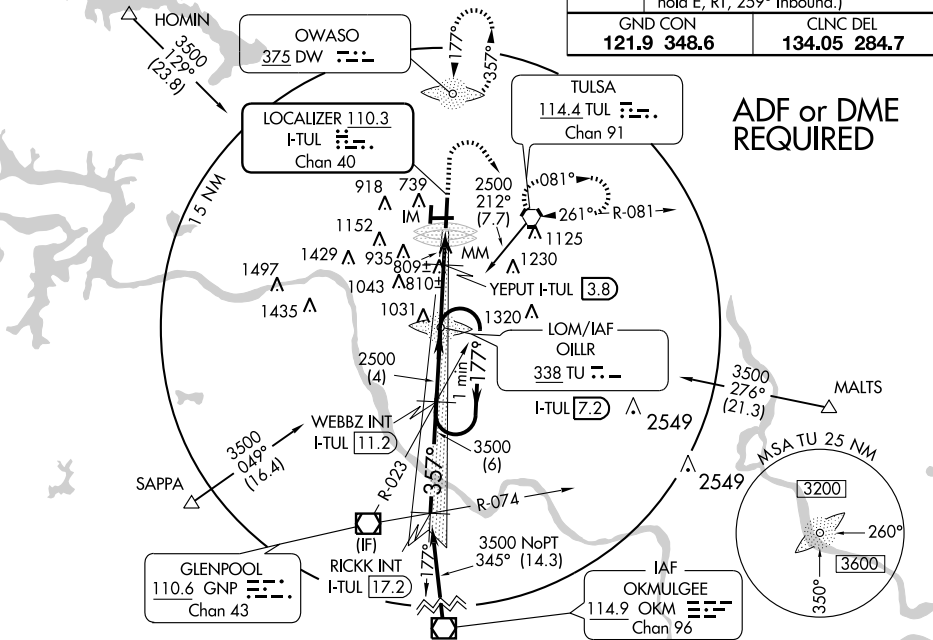 hold E, RT, 259° inbound.)
GND CON
121.9 348.6
CLNC DEL
134.05 284.7
ADF or DME
REQUIRED
HOMIN
3500
129°
(23.8)
OWASO
375 DW
177°
357°
TULSA
114.4 TUL
Chan 91
LOCALIZER 110.3
I-TUL
Chan 40
15 NM
918
739
IM
2500
212°
(7.7)
081°
261°
R-081
1125
1152
1429
935
MM
1230
809±
1497
1043
810±
YEPUT I-TUL 3.8
1435
1031
1320
LOM/IAF
OILLR
338 TU
I-TUL 7.2
2500
(4)
1 min
177°
3500
276°
(21.3)
MALTS
2549
WEBBZ INT
I-TUL 11.2
3500
(6)
3500
049°
(16.4)
SAPPA
R-023
357°
R-074
2549
MSA TU 25 NM
3200
260°
3600
350°
(IF)
RICKK INT
I-TUL 17.2
177°
3500 NoPT
345° (14.3)
GLENPOOL
110.6 GNP
Chan 43
IAF
OKMULGEE
114.9 OKM
Chan 96